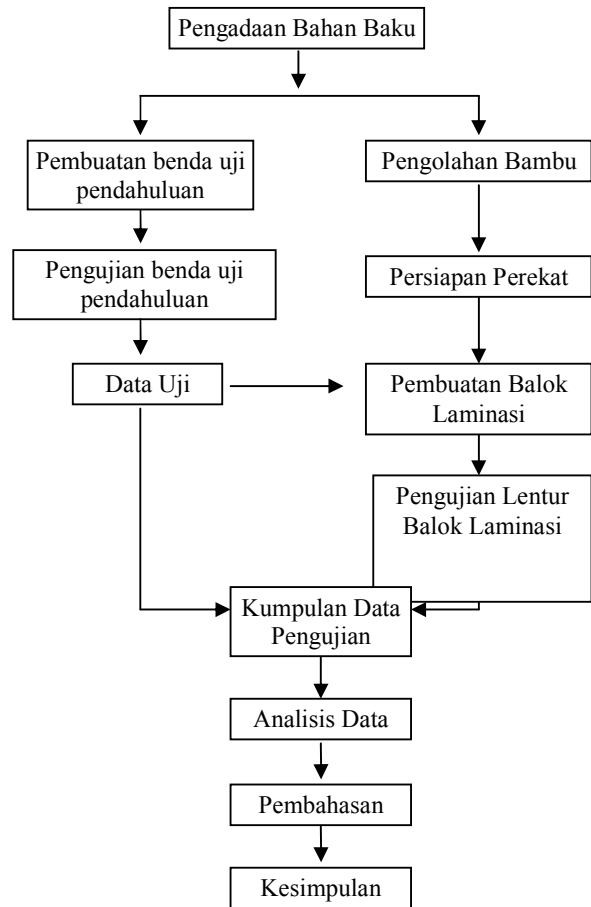 Pengadaan Bahan Baku
Pembuatan benda uji
pendahuluan
Pengolahan Bambu
Pengujian benda uji
pendahuluan
Persiapan Perekat
Data Uji
Pembuatan Balok
Laminasi
Pengujian Lentur
Balok Laminasi
Kumpulan Data
Pengujian
Analisis Data
Pembahasan
Kesimpulan